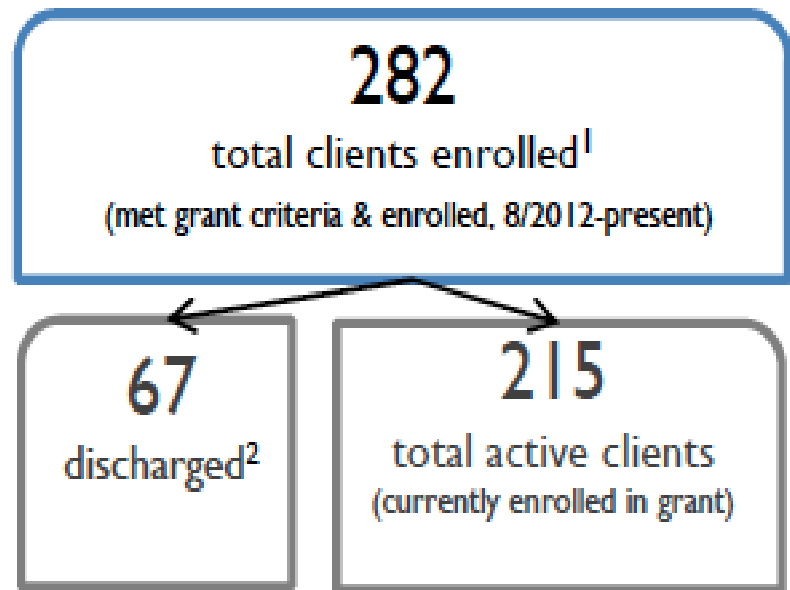 282
total clients enrolled¹
(met grant criteria & enrolled, 8/2012-present)
67
discharged²
215
total active clients
(currently enrolled in grant)